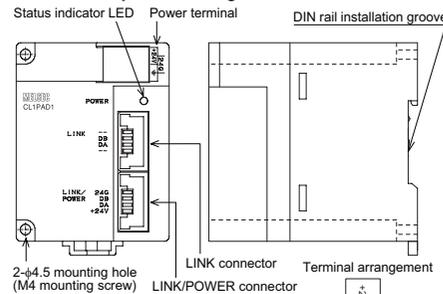 Status indicator LED
Power terminal
DIN rail installation groove
+24V
24G
MELSEC
CL1PAD1
POWER
LINK
DB
DA
LINK/
POWER
24G
DB
DA
+24V
LINK connector
LINK/POWER connector
2-φ4.5 mounting hole
(M4 mounting screw)
Terminal arrangement